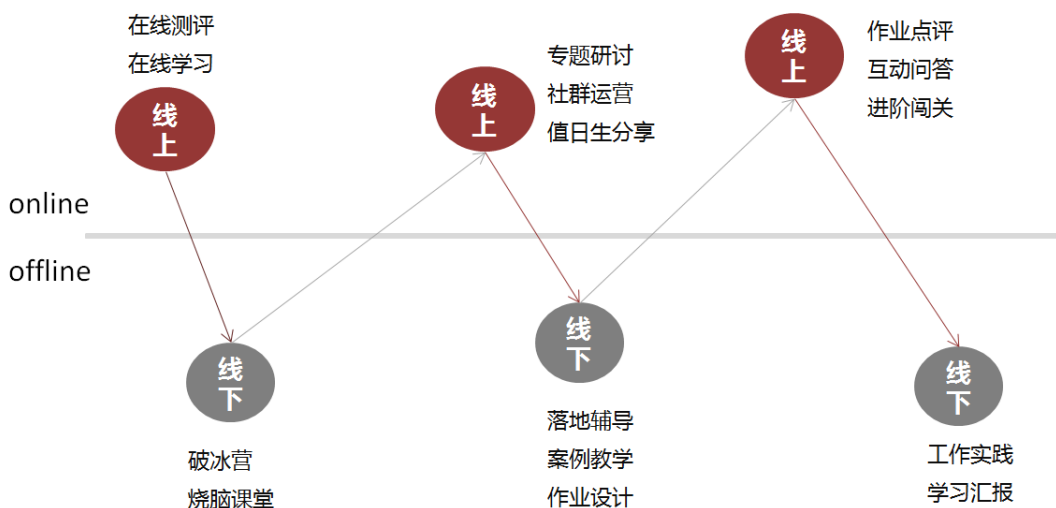 在线测评
在线学习
线
上
专题研讨
社群运营
值日生分享
线
上
作业点评
互动问答
进阶闯关
线
上
online
offline
线
下
破冰营
烧脑课堂
线
下
落地辅导
案例教学
作业设计
线
下
工作实践
学习汇报